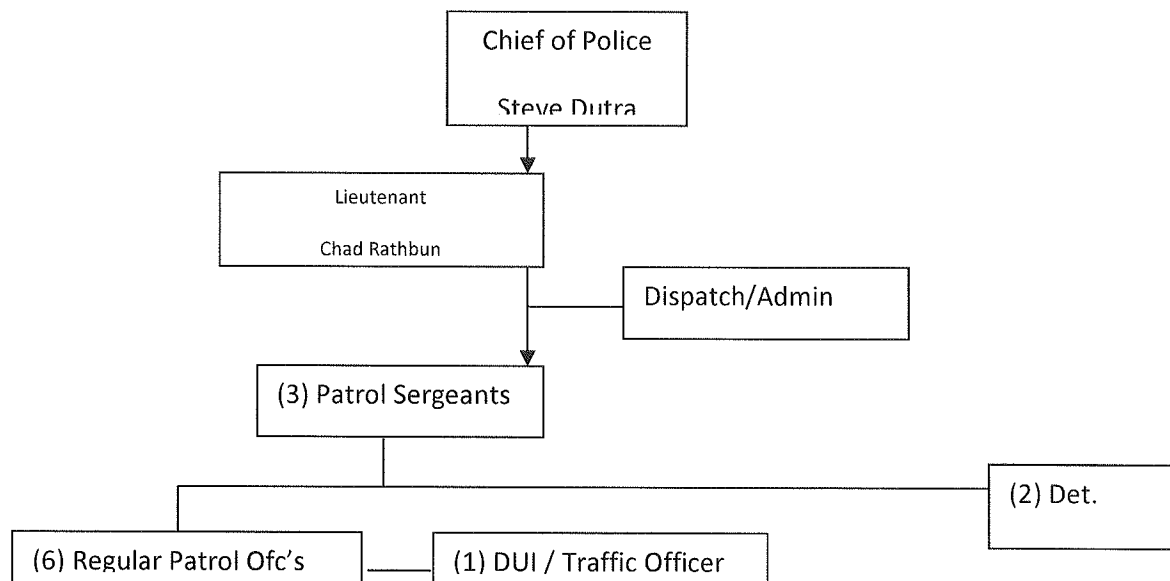 Chief of Police
Steve Dutra
Lieutenant
Chad Rathbun
Dispatch/Admin
(3) Patrol Sergeants
(2) Det.
(6) Regular Patrol Ofc's
(1) DUI / Traffic Officer